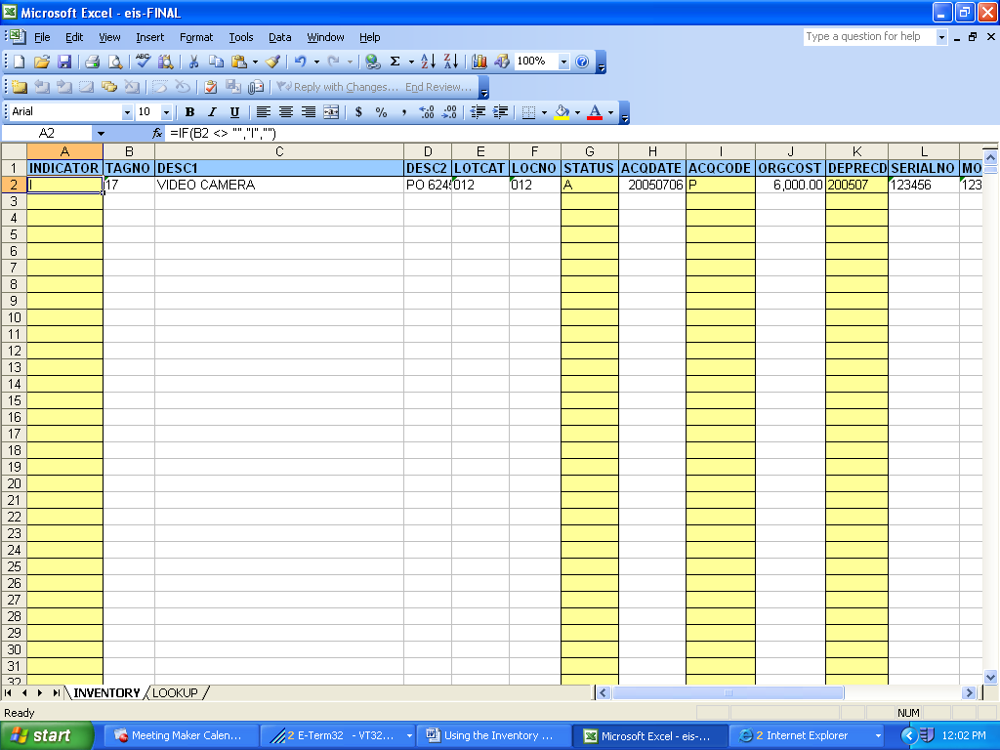 Microsoft Excel - eis-FINAL
File Edit View Insert Format Tools Data Window Help Type a question for help
100%
Reply with Changes... End Review...
Arial 10 B I U $ % ,
A2 fx =IF(B2 <> "","I","")
A B C D E F G H I J K L
1 INDICATOR TAGNO DESC1 DESC2 LOTCAT LOCNO STATUS ACQDATE ACQCODE ORGCOST DEPRECD SERIALNO MO
2 I 17 VIDEO CAMERA PO 6245 012 012 A 20050706 P 6,000.00 200507 123456 123
3
4
5
6
7
8
9
10
11
12
13
14
15
16
17
18
19
20
21
22
23
24
25
26
27
28
29
30
31
32
INVENTORY LOOKUP
Ready NUM
start Meeting Maker Calen... 2 E-Term32 - VT32... Using the Inventory ... Microsoft Excel - eis-... 2 Internet Explorer 12:02 PM